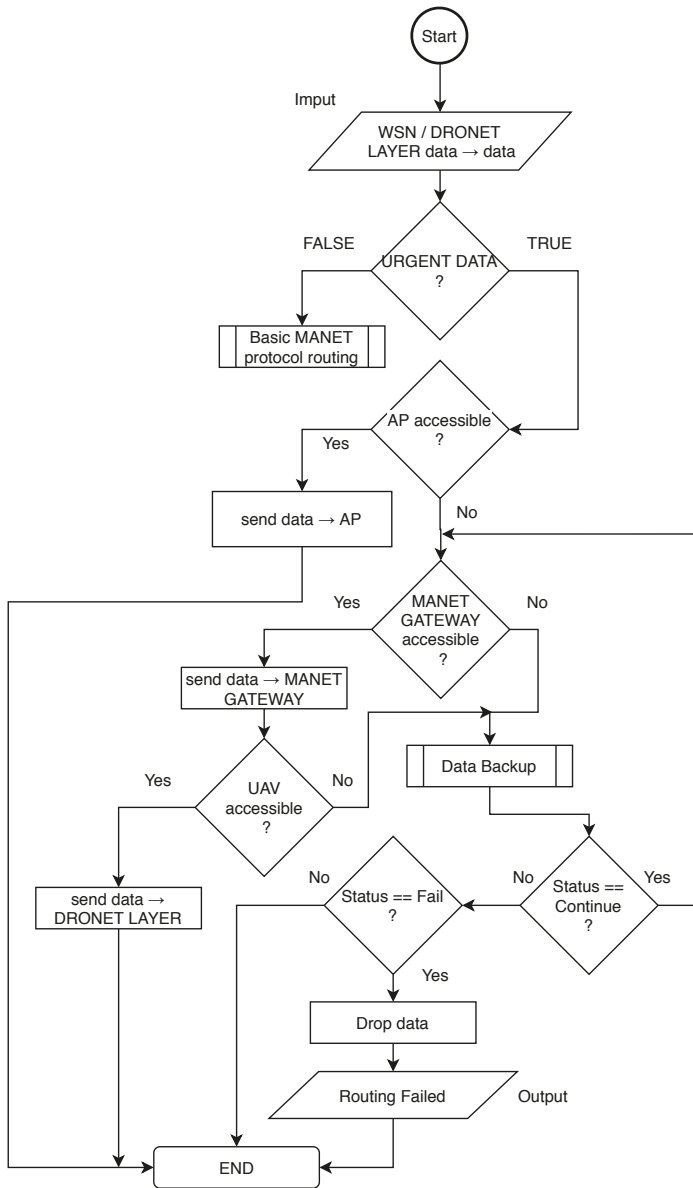 Start
Imput
WSN / DRONET
LAYER data → data
FALSE
TRUE
URGENT DATA
?
Basic MANET
protocol routing
AP accessible
?
Yes
No
send data → AP
Yes
MANET
GATEWAY
accessible
?
No
send data → MANET
GATEWAY
Yes
UAV
accessible
?
No
Data Backup
send data →
DRONET LAYER
No
Status == Fail
?
No
Status ==
Continue
?
Yes
Yes
Drop data
Routing Failed
Output
END